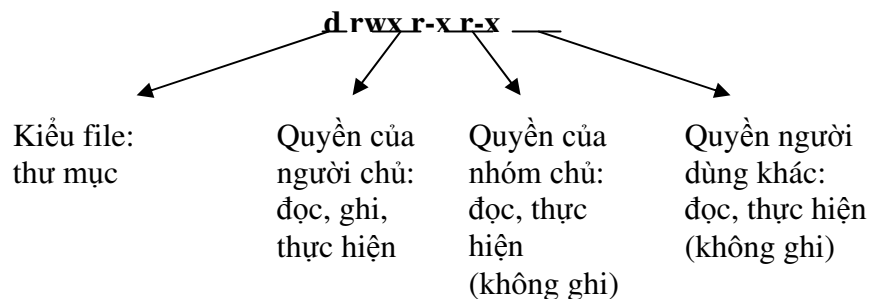 d rwx r-x r-x
Kiểu file:
thư mục
Quyền của
người chủ:
đọc, ghi,
thực hiện
Quyền của
nhóm chủ:
đọc, thực
hiện
(không ghi)
Quyền người
dùng khác:
đọc, thực hiện
(không ghi)